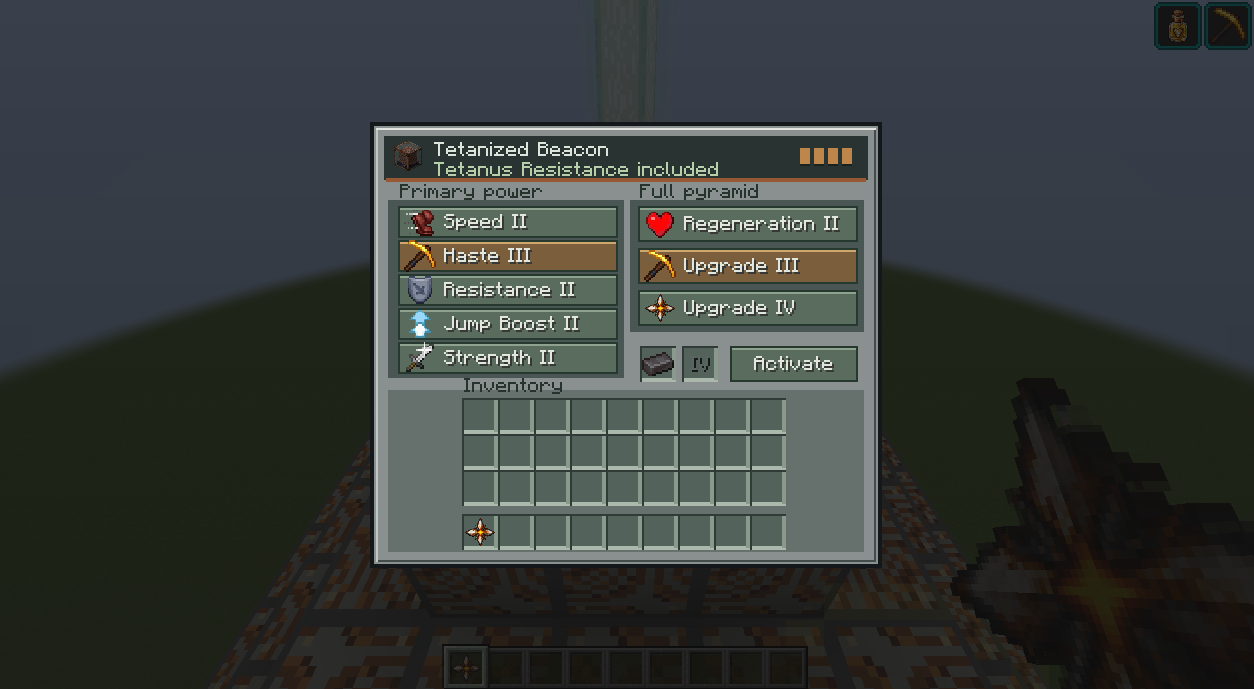 Tetanized Beacon
Tetanus Resistance included
Primary power
Full pyramid
Speed II
Haste III
Resistance II
Jump Boost II
Strength II
Regeneration II
Upgrade III
Upgrade IV
IV
Activate
Inventory